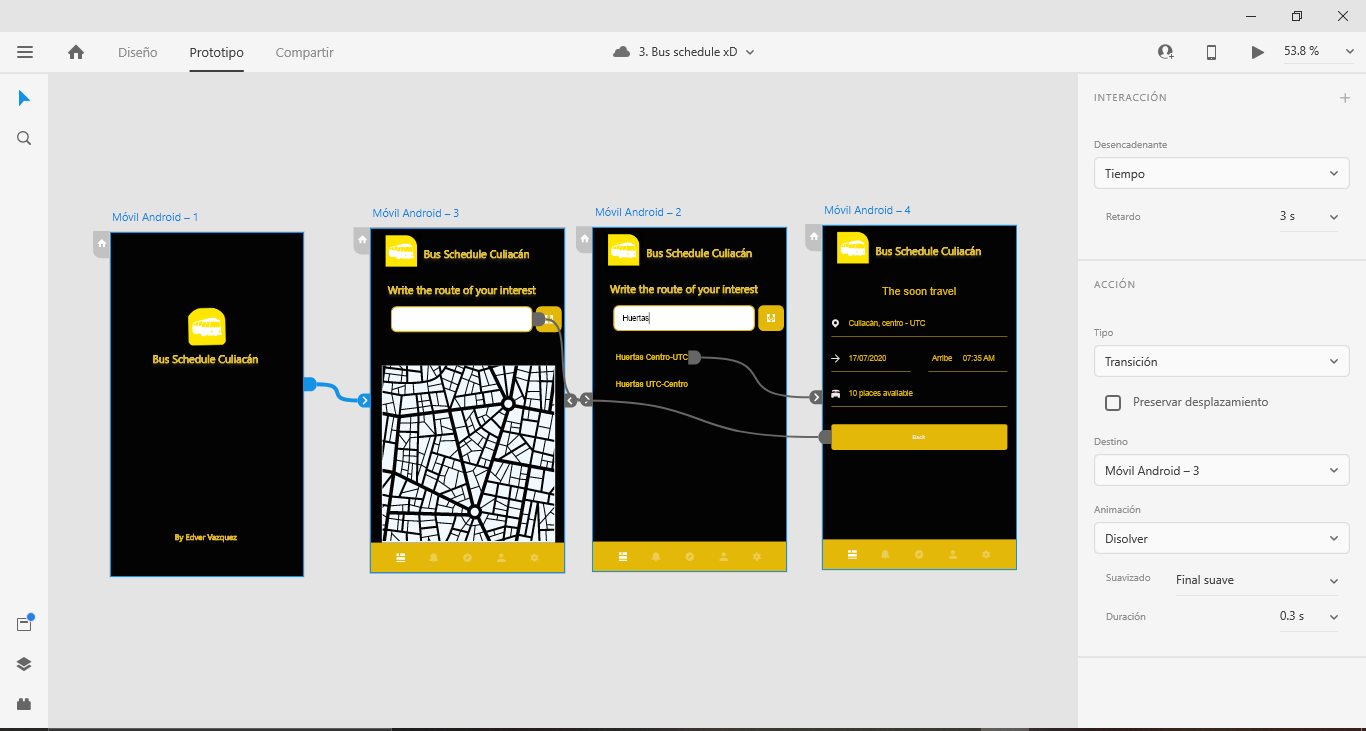 Diseño
Prototipo
Compartir
3. Bus schedule xD
53.8 %
INTERACCIÓN
Desencadenante
Tiempo
Retardo
3 s
ACCIÓN
Tipo
Transición
Preservar desplazamiento
Destino
Móvil Android – 3
Animación
Disolver
Suavizado
Final suave
Duración
0.3 s
Móvil Android – 1
Bus Schedule Culiacán
By Edver Vazquez
Móvil Android – 3
Bus Schedule Culiacán
Write the route of your interest
Móvil Android – 2
Bus Schedule Culiacán
Write the route of your interest
Huertas
Huertas Centro-UTC
Huertas UTC-Centro
Móvil Android – 4
Bus Schedule Culiacán
The soon travel
Culiacán, centro - UTC
17/07/2020
Arribe 07:35 AM
10 places available
Back